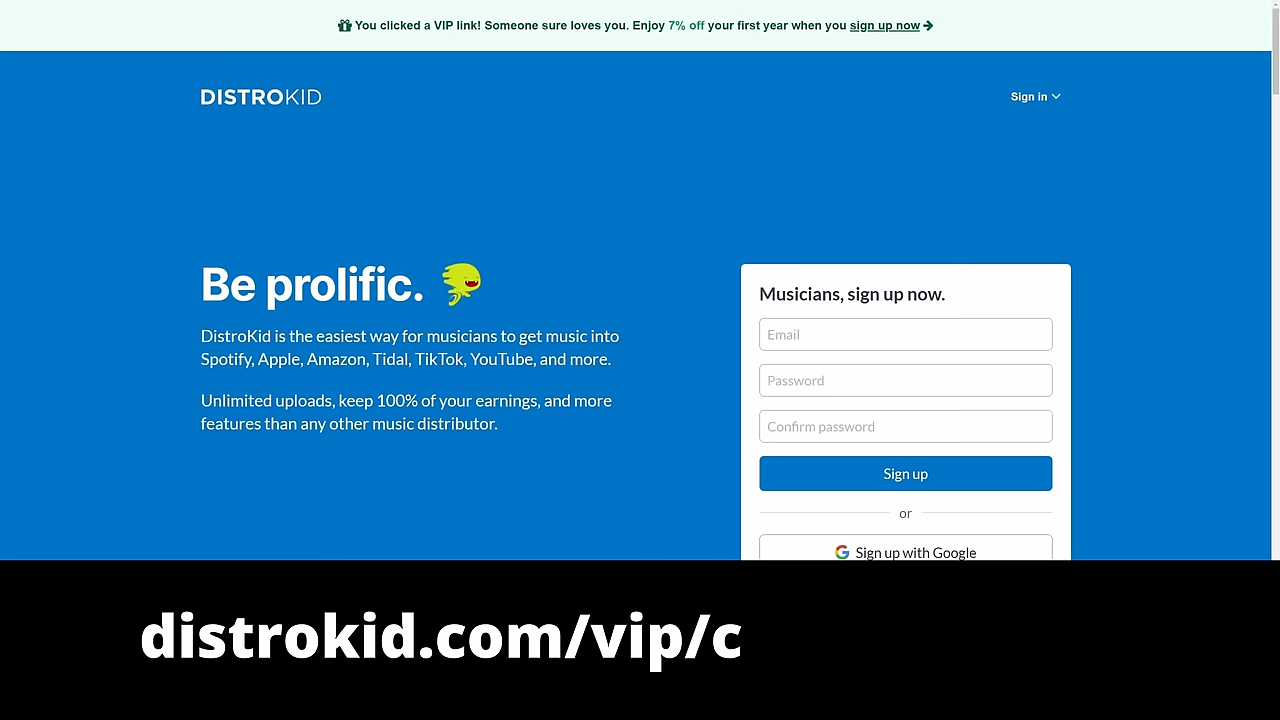 You clicked a VIP link! Someone sure loves you. Enjoy 7% off your first year when you sign up now
DISTROKID
Sign in
Be prolific.
DistroKid is the easiest way for musicians to get music into
Spotify, Apple, Amazon, Tidal, TikTok, YouTube, and more.
Unlimited uploads, keep 100% of your earnings, and more
features than any other music distributor.
Musicians, sign up now.
Email
Password
Confirm password
Sign up
or
Sign up with Google
distrokid.com/vip/c